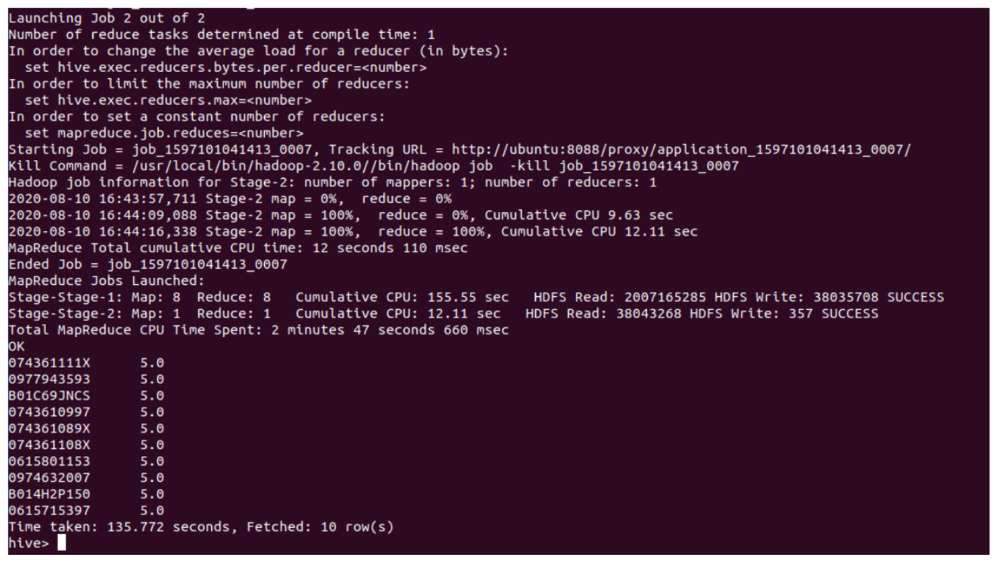 Launching Job 2 out of 2
Number of reduce tasks determined at compile time: 1
In order to change the average load for a reducer (in bytes):
  set hive.exec.reducers.bytes.per.reducer=<number>
In order to limit the maximum number of reducers:
  set hive.exec.reducers.max=<number>
In order to set a constant number of reducers:
  set mapreduce.job.reduces=<number>
Starting Job = job_1597101041413_0007, Tracking URL = http://ubuntu:8088/proxy/application_1597101041413_0007/
Kill Command = /usr/local/bin/hadoop-2.10.0//bin/hadoop job  -kill job_1597101041413_0007
Hadoop job information for Stage-2: number of mappers: 1; number of reducers: 1
2020-08-10 16:43:57,711 Stage-2 map = 0%,  reduce = 0%
2020-08-10 16:44:09,088 Stage-2 map = 100%,  reduce = 0%, Cumulative CPU 9.63 sec
2020-08-10 16:44:16,338 Stage-2 map = 100%,  reduce = 100%, Cumulative CPU 12.11 sec
MapReduce Total cumulative CPU time: 12 seconds 110 msec
Ended Job = job_1597101041413_0007
MapReduce Jobs Launched:
Stage-Stage-1: Map: 8  Reduce: 8   Cumulative CPU: 155.55 sec   HDFS Read: 2007165285 HDFS Write: 38035708 SUCCESS
Stage-Stage-2: Map: 1  Reduce: 1   Cumulative CPU: 12.11 sec   HDFS Read: 38043268 HDFS Write: 357 SUCCESS
Total MapReduce CPU Time Spent: 2 minutes 47 seconds 660 msec
OK
074361111X      5.0
0977943593      5.0
B01C69JNCS      5.0
0743610997      5.0
074361089X      5.0
074361108X      5.0
0615801153      5.0
0974632007      5.0
B014H2P150      5.0
0615715397      5.0
Time taken: 135.772 seconds, Fetched: 10 row(s)
hive>